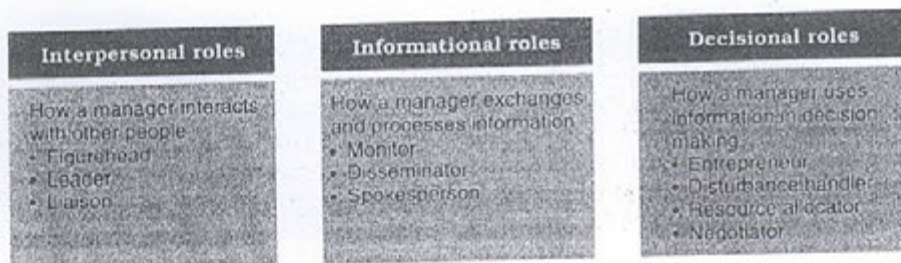 Interpersonal roles
How a manager interacts
with other people
• Figurehead
• Leader
• Liaison
Informational roles
How a manager exchanges
and processes information
• Monitor
• Disseminator
• Spokesperson
Decisional roles
How a manager uses
information in decision
making
• Entrepreneur
• Disturbance handler
• Resource allocator
• Negotiator